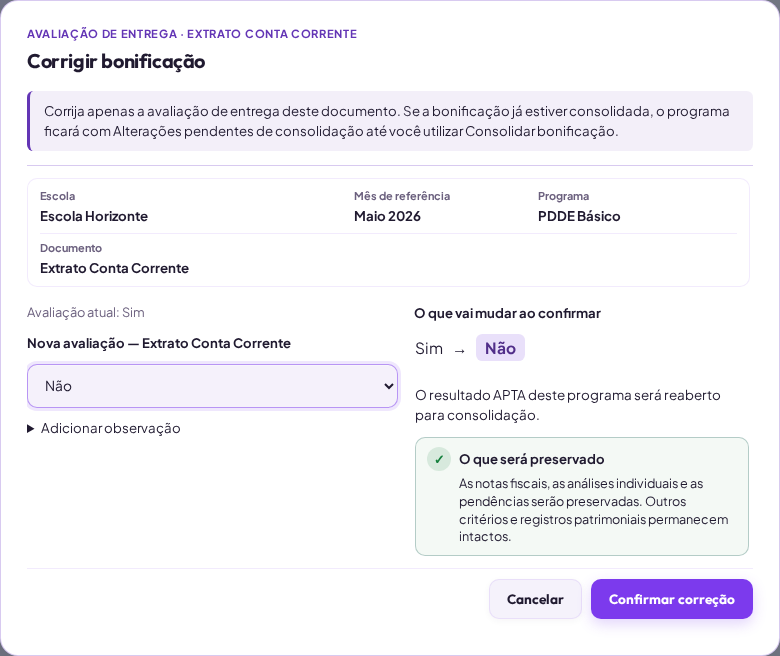 AVALIAÇÃO DE ENTREGA · EXTRATO CONTA CORRENTE
Corrigir bonificação
Corrija apenas a avaliação de entrega deste documento. Se a bonificação já estiver consolidada, o programa
ficará com Alterações pendentes de consolidação até você utilizar Consolidar bonificação.
Escola
Escola Horizonte
Mês de referência
Maio 2026
Programa
PDDE Básico
Documento
Extrato Conta Corrente
Avaliação atual: Sim
Nova avaliação — Extrato Conta Corrente
Não
▶ Adicionar observação
O que vai mudar ao confirmar
Sim → Não
O resultado APTA deste programa será reaberto
para consolidação.
✓ O que será preservado
As notas fiscais, as análises individuais e as
pendências serão preservadas. Outros
critérios e registros patrimoniais permanecem
intactos.
Cancelar
Confirmar correção